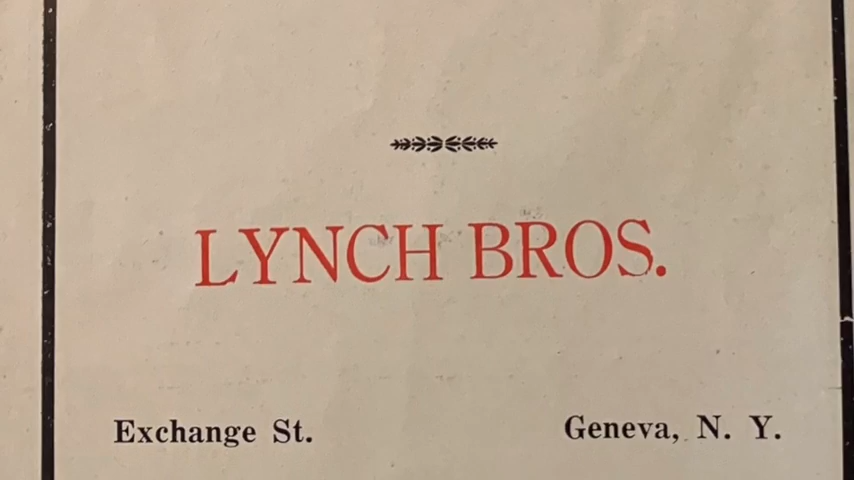 LYNCH BROS.
Exchange St. Geneva, N. Y.